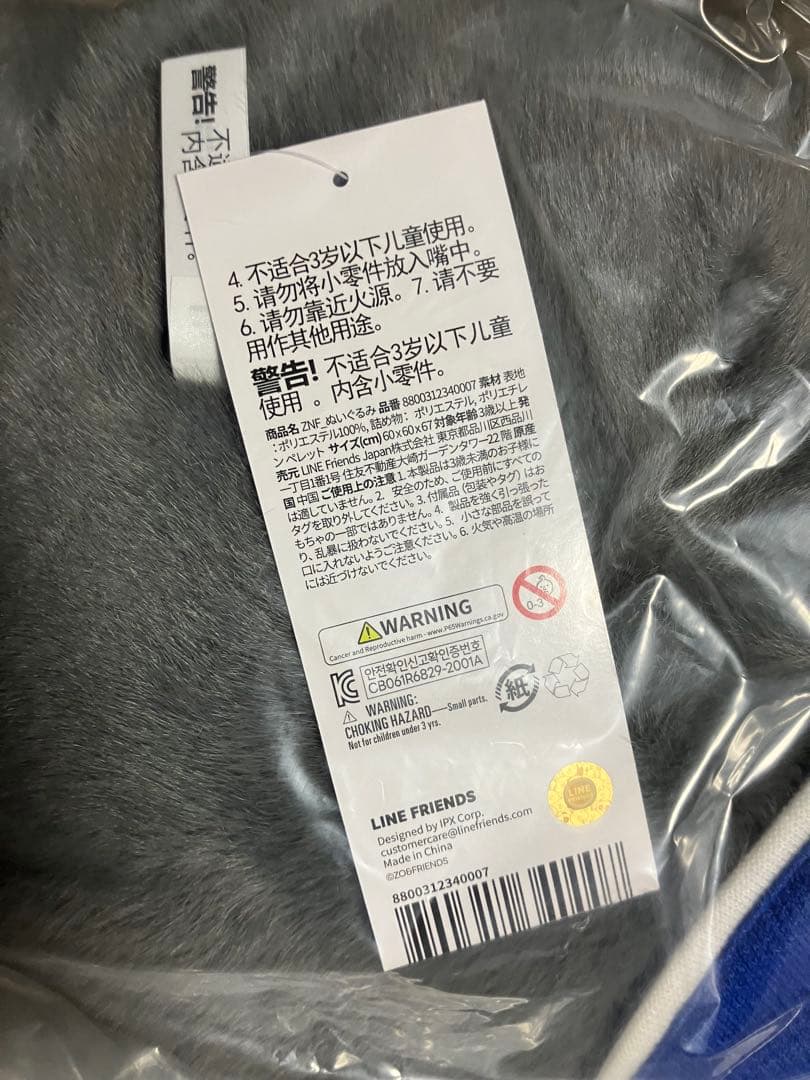 警告! 不适
内含
件。
4. 不适合3岁以下儿童使用。
5. 请勿将小零件放入嘴中。
6. 请勿靠近火源。 7. 请不要
用作其他用途。
警告! 不适合3岁以下儿童
使用 。 内含小零件。
商品名 ZNF_ぬいぐるみ 品番 8800312340007 素材 表地
: ポリエステル100%, 詰め物: ポリエステル, ポリエチレ
ン ペレット サイズ(cm) 60 x 60 x 67 対象年齢 3歳以上 発
売元 LINE Friends Japan株式会社 東京都品川区西品川
一丁目1番1号 住友不動産大崎ガーデンタワー22 階 原産
国 中国 ご使用上の注意 1. 本製品は3歳未満のお子様に
は適していません。2. 安全のため、ご使用前にすべての
タグを取り外してください。3. 付属品 (包装やタグ) はお
もちゃの一部ではありません。4. 製品を強く引っ張った
り、乱暴に扱わないでください。5. 小さな部品を誤って
口に入れないようご注意ください。6. 火気や高温の場所
には近づけないでください。
0-3
WARNING
Cancer and Reproductive harm - www.P65Warnings.ca.gov
안전확인신고확인증번호
CB061R6829-2001A
紙
WARNING:
CHOKING HAZARD—Small parts.
Not for children under 3 yrs.
LINE
LINE FRIENDS
Designed by IPX Corp.
customercare@linefriends.com
Made in China
©ZO&FRIENDS
8800312340007